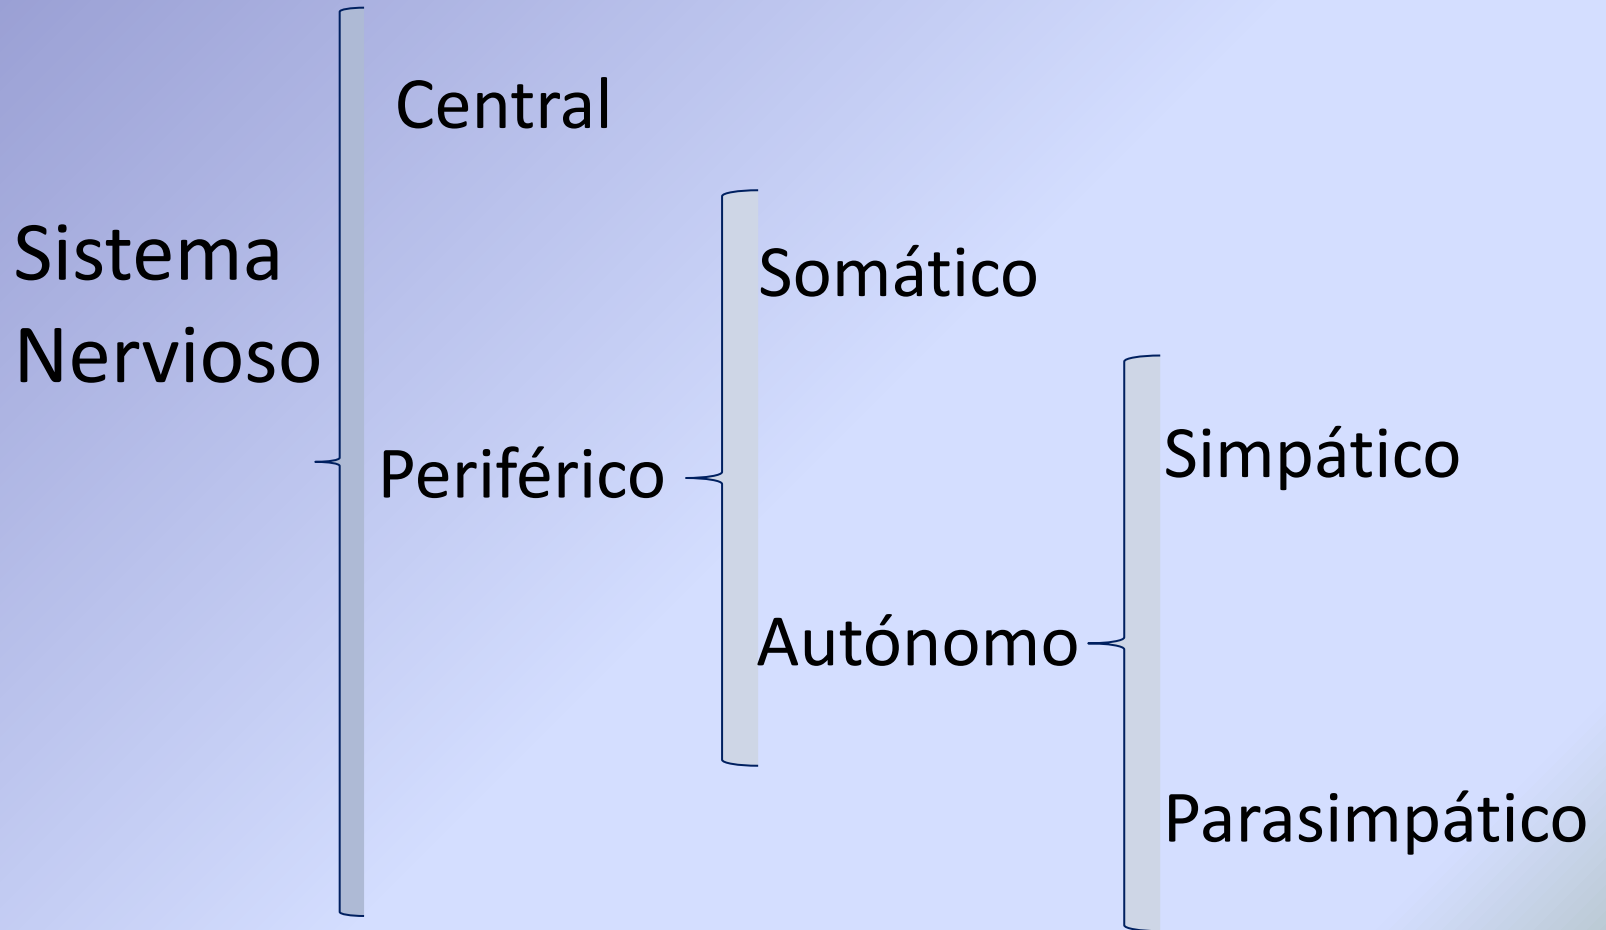 Central
Sistema
Nervioso
Somático
Periférico
Simpático
Autónomo
Parasimpático